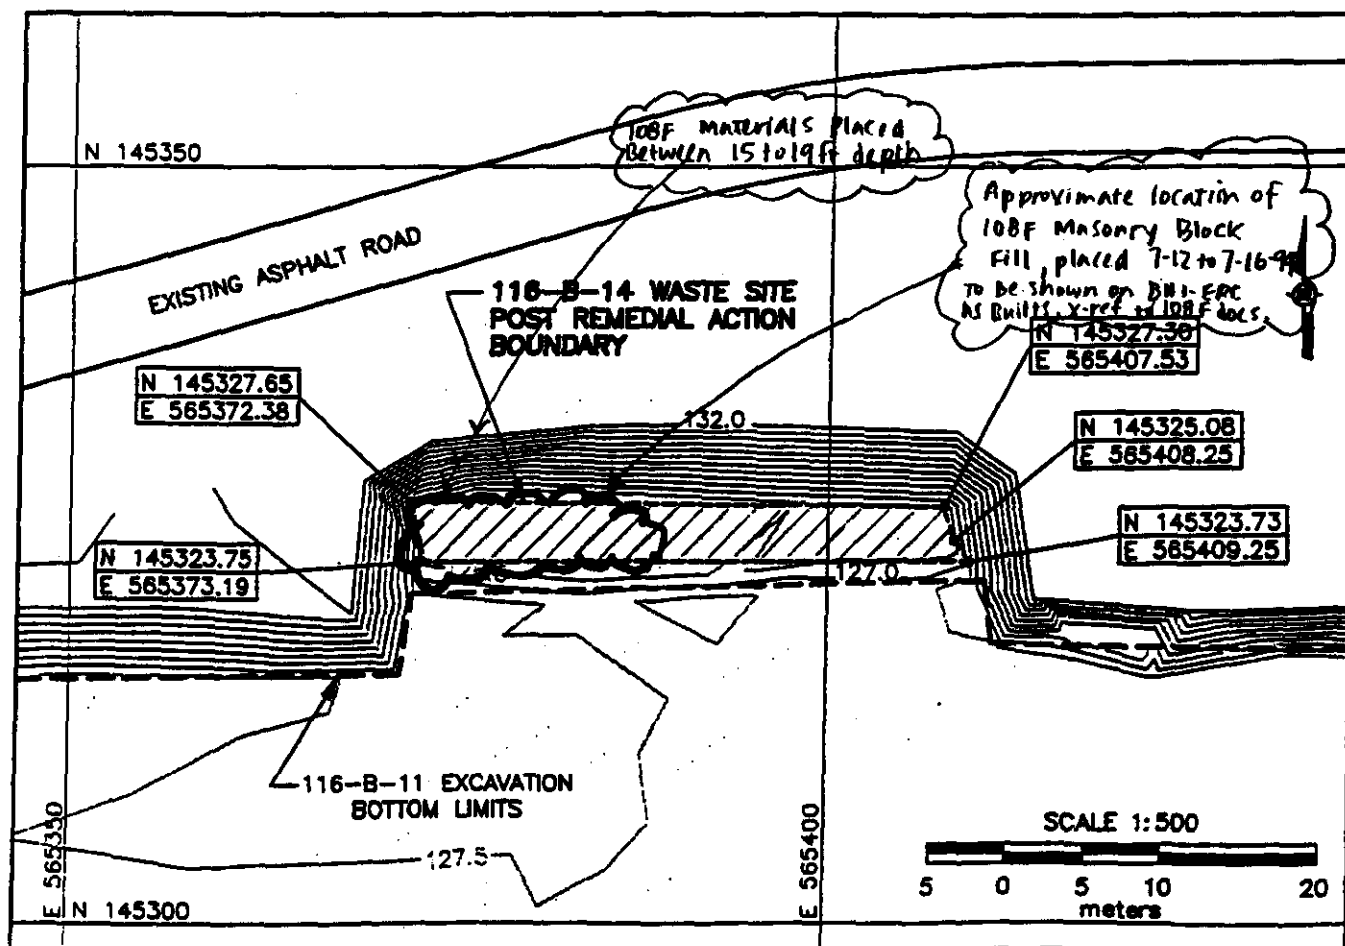 108F Materials Placed
Between 15 to 19ft depth
N 145350
Approximate location of
108F Masonry Block
Fill, placed 7-12 to 7-16-
To Be shown on BHI-ERC
As Builts, x-ref to 108F docs.
EXISTING ASPHALT ROAD
116-B-14 WASTE SITE
POST REMEDIAL ACTION
BOUNDARY
N 145327.38
E 565407.53
N 145327.65
E 565372.38
132.0
N 145325.08
E 565408.25
N 145323.73
E 565409.25
N 145323.75
E 565373.19
127.0
116-B-11 EXCAVATION
BOTTOM LIMITS
127.5
SCALE 1:500
5 0 5 10 20
meters
E 565350
E 565400
N 145300